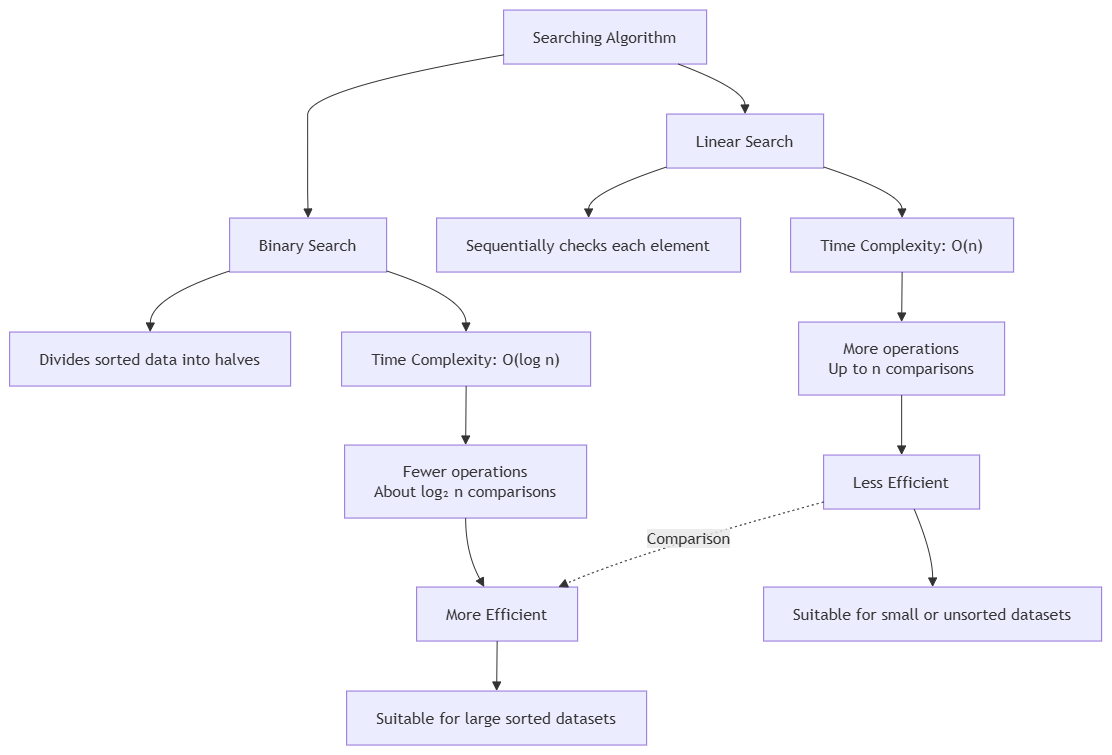 Searching Algorithm
Linear Search
Binary Search
Sequentially checks each element
Time Complexity: O(n)
Divides sorted data into halves
Time Complexity: O(log n)
More operations
Up to n comparisons
Fewer operations
About log₂ n comparisons
Less Efficient
Comparison
More Efficient
Suitable for small or unsorted datasets
Suitable for large sorted datasets